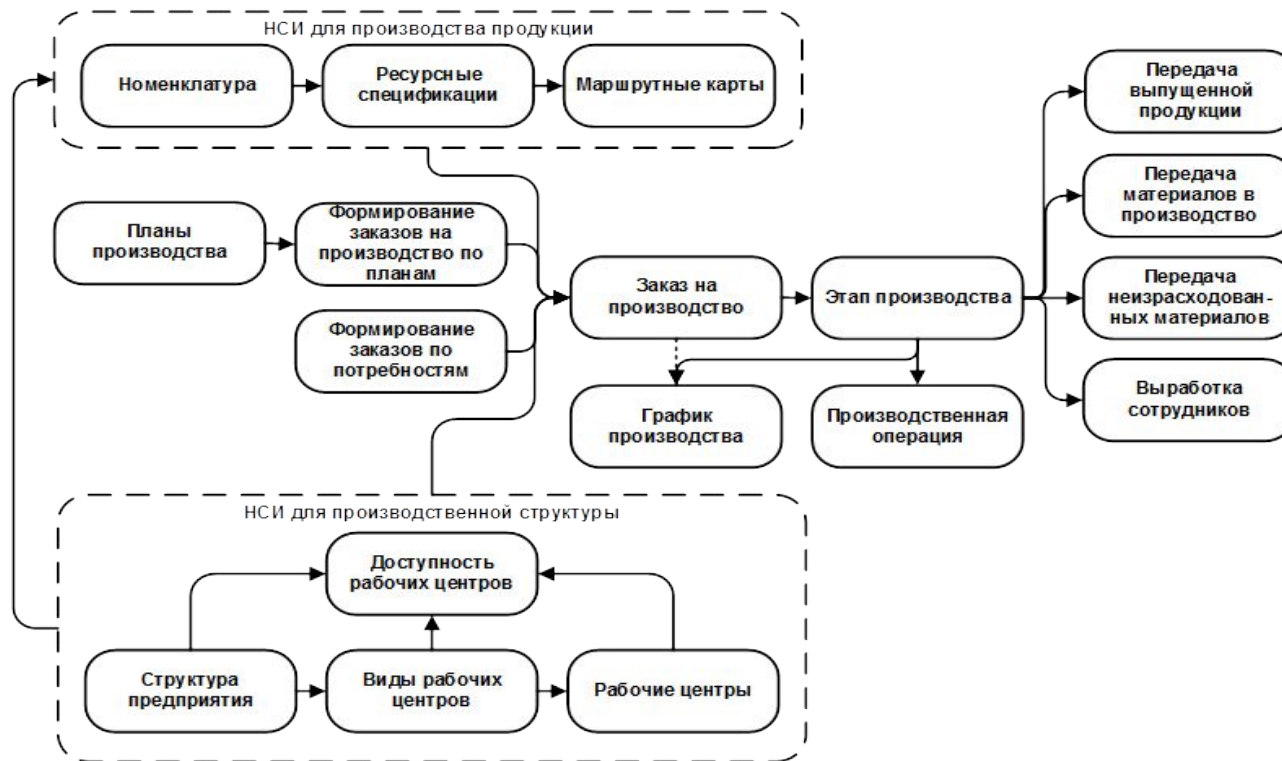 НСИ для производства продукции
Номенклатура
Ресурсные
спецификации
Маршрутные карты
Передача
выпущенной
продукции
Передача
материалов в
производство
Планы
производства
Формирование
заказов на
производство по
планам
Заказ на
производство
Этап производства
Передача
неизрасходован-
ных материалов
Формирование
заказов по
потребностям
График
производства
Производственная
операция
Выработка
сотрудников
НСИ для производственной структуры
Доступность
рабочих центров
Структура
предприятия
Виды рабочих
центров
Рабочие центры